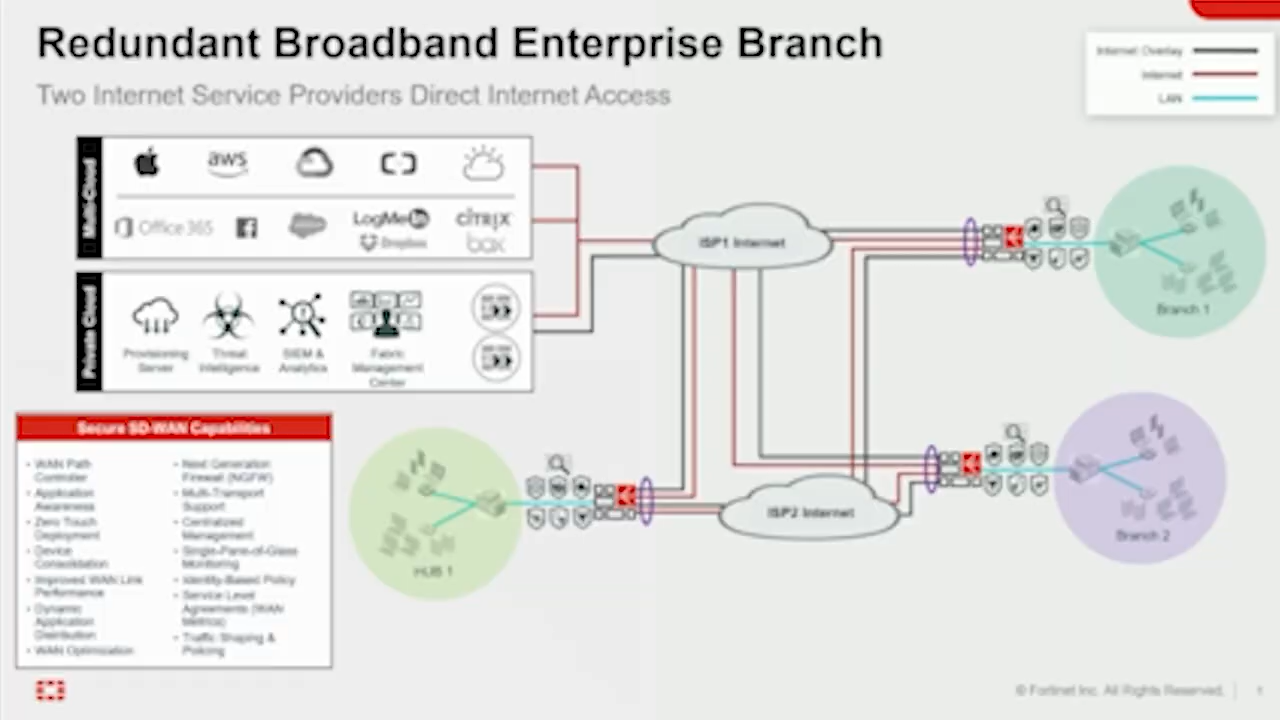 Redundant Broadband Enterprise Branch
Two Internet Service Providers Direct Internet Access
Internet Overlay
Internet
LAN
Multi-Cloud
aws
Office 365
LogMeIn
Dropbox
CITRIX
box
Private Cloud
Provisioning
Server
Threat
Intelligence
SIEM &
Analytics
Fabric
Management
Center
ISP1 Internet
ISP2 Internet
Branch 1
Branch 2
HUB 1
Secure SD-WAN Capabilities
• WAN Path
Controller
• Application
Awareness
• Zero Touch
Deployment
• Device
Consolidation
• Improved WAN Link
Performance
• Dynamic
Application
Distribution
• WAN Optimization
• Next Generation
Firewall (NGFW)
• Multi-Transport
Support
• Centralized
Management
• Single-Pane-of-Glass
Monitoring
• Identity-Based Policy
• Service Level
Agreements (WAN
Metrics)
• Traffic Shaping &
Policing
© Fortinet Inc. All Rights Reserved.